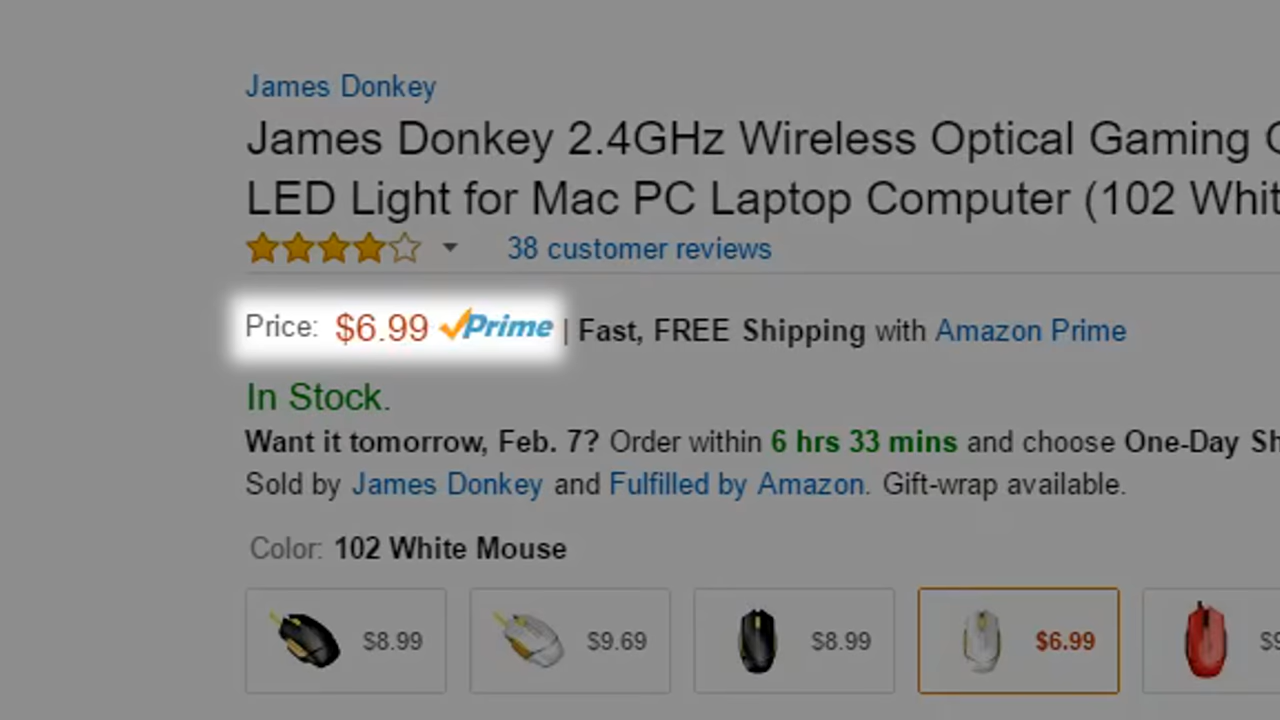 James Donkey
James Donkey 2.4GHz Wireless Optical Gaming
LED Light for Mac PC Laptop Computer (102 Whit
38 customer reviews
Price: $6.99 Prime | Fast, FREE Shipping with Amazon Prime
In Stock.
Want it tomorrow, Feb. 7? Order within 6 hrs 33 mins and choose One-Day Sh
Sold by James Donkey and Fulfilled by Amazon. Gift-wrap available.
Color: 102 White Mouse
$8.99 $9.69 $8.99 $6.99